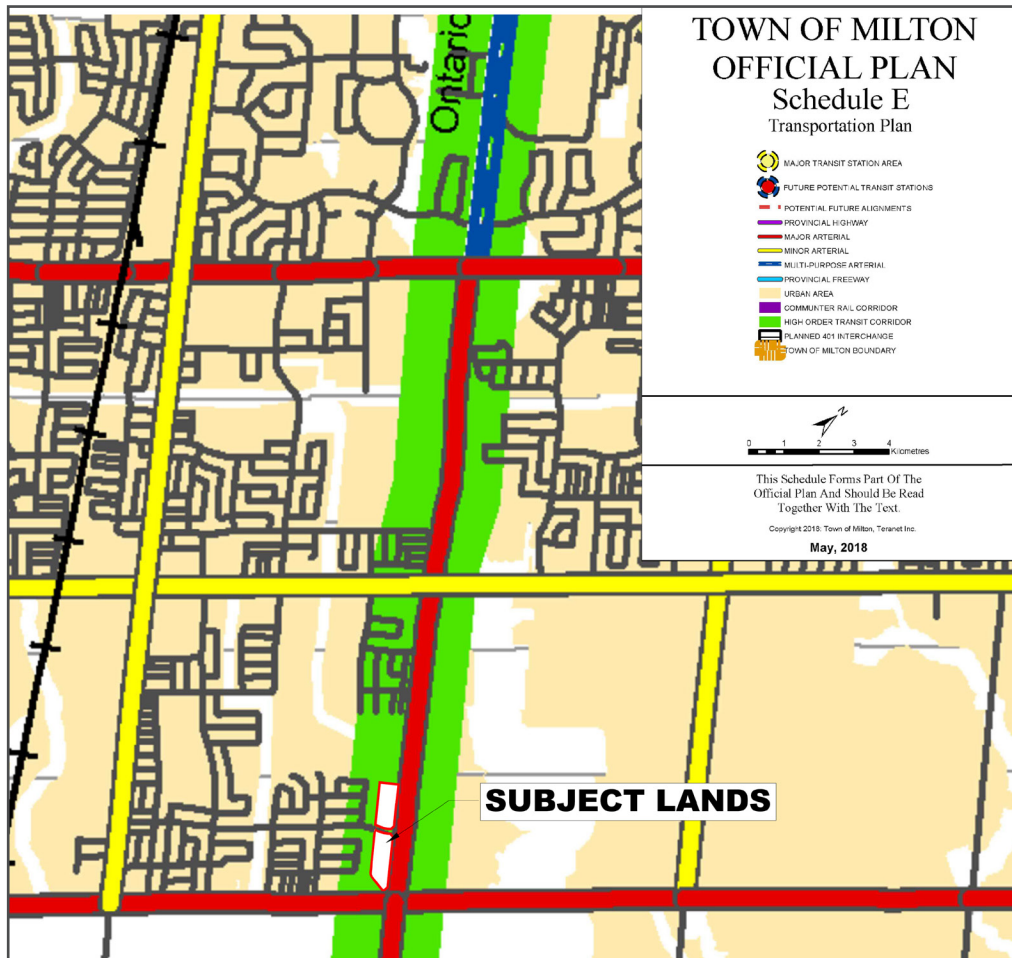 Ontario
TOWN OF MILTON
OFFICIAL PLAN
Schedule E
Transportation Plan
MAJOR TRANSIT STATION AREA
FUTURE POTENTIAL TRANSIT STATIONS
POTENTIAL FUTURE ALIGNMENTS
PROVINCIAL HIGHWAY
MAJOR ARTERIAL
MINOR ARTERIAL
MULTI-PURPOSE ARTERIAL
PROVINCIAL FREEWAY
URBAN AREA
COMMUNTER RAIL CORRIDOR
HIGH ORDER TRANSIT CORRIDOR
PLANNED 401 INTERCHANGE
TOWN OF MILTON BOUNDARY
N
0 1 2 3 4
Kilometres
This Schedule Forms Part Of The
Official Plan And Should Be Read
Together With The Text.
Copyright 2018: Town of Milton, Teranet Inc.
May, 2018
SUBJECT LANDS